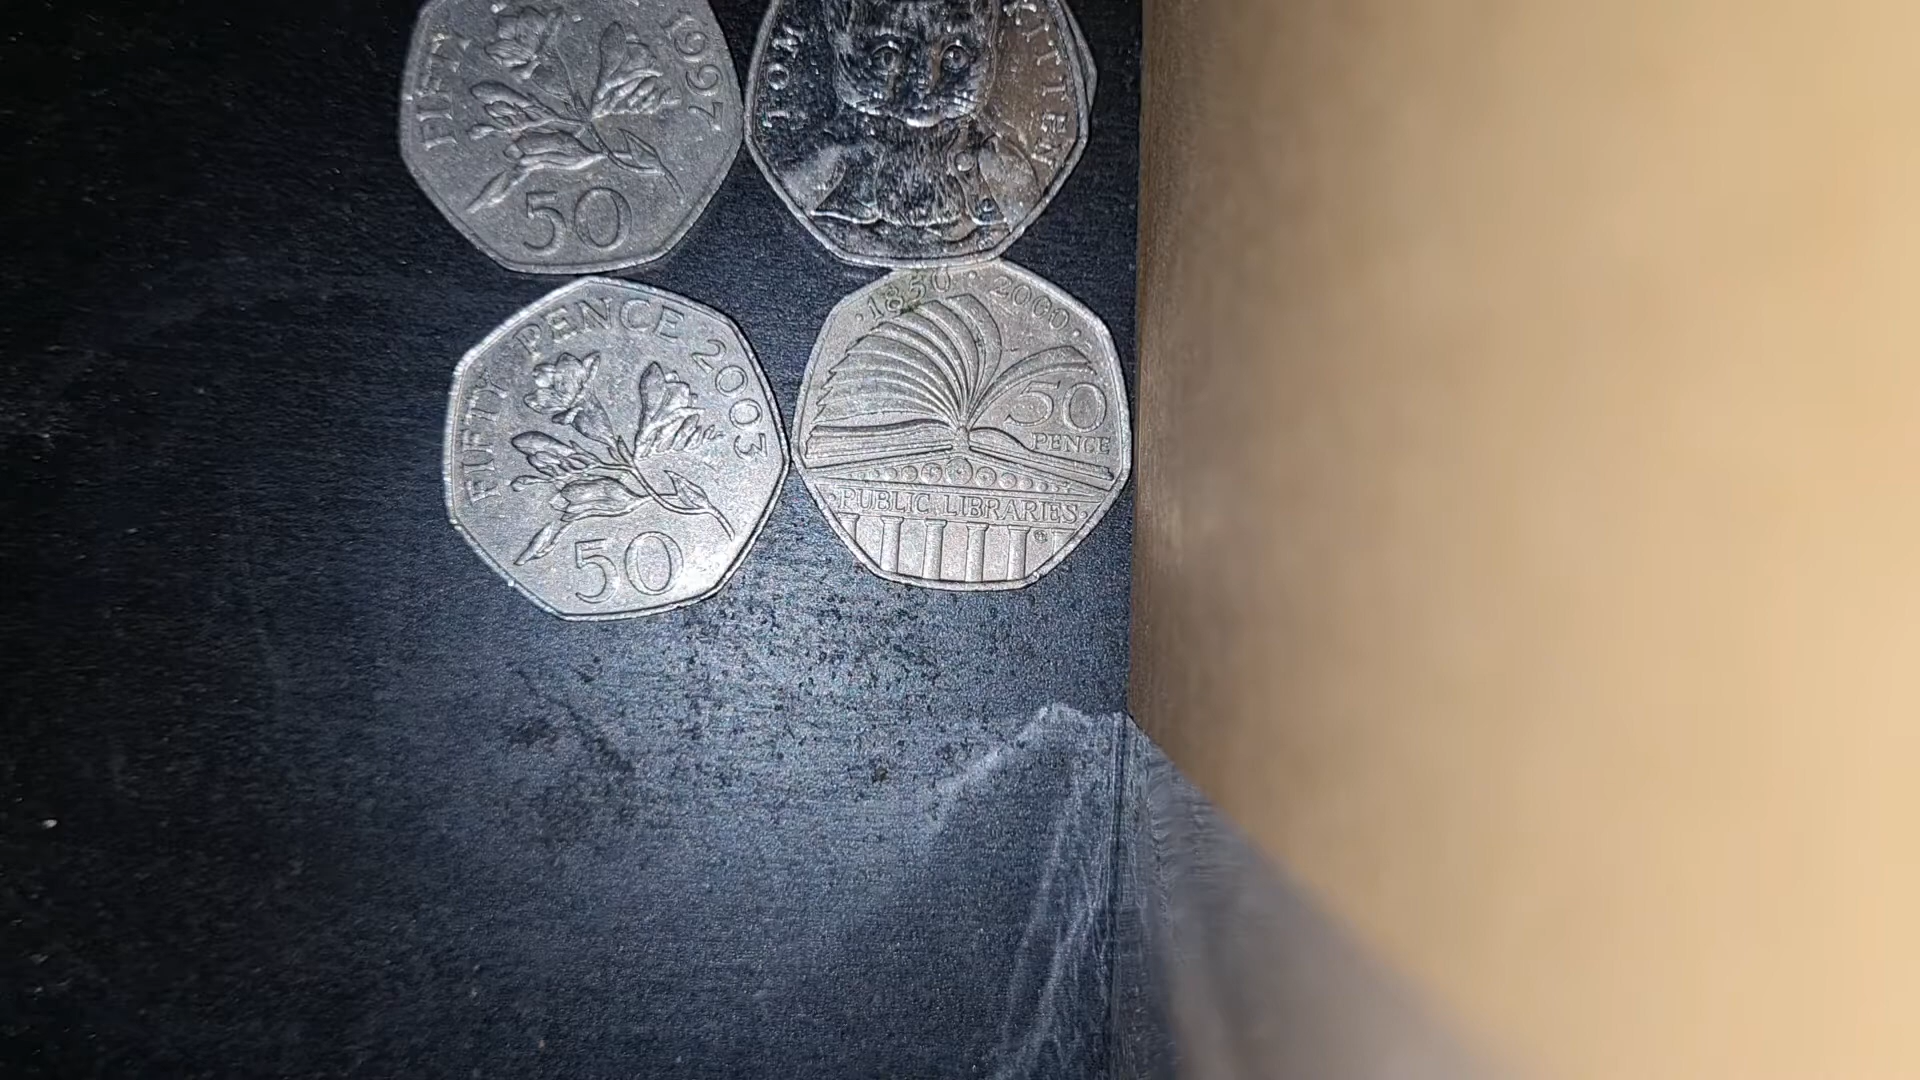 FIFTY 1997
50
TOM KITTEN
FIFTY PENCE 2003
50
·1850·2000·
50
PENCE
·PUBLIC LIBRARIES·